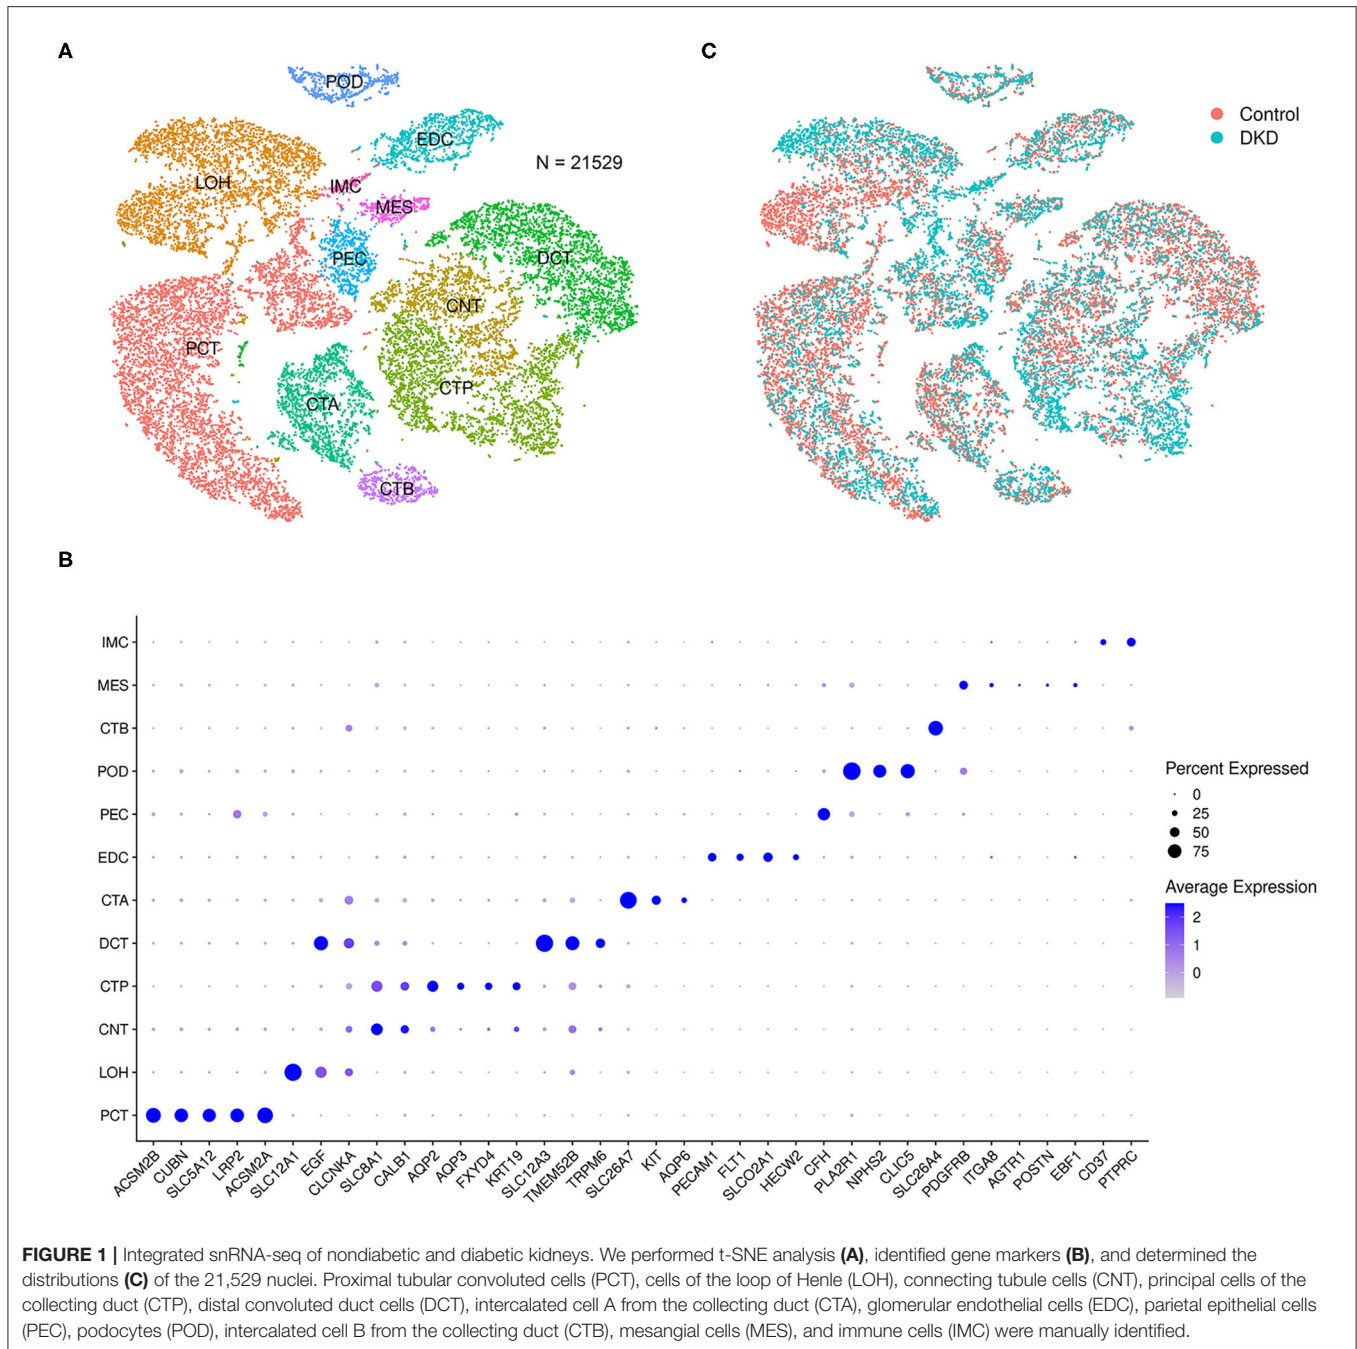 A
C
POD
EDC
Control
DKD
N = 21529
LOH
IMC
MES
PEC
DCT
CNT
PCT
CTP
CTA
CTB
B
IMC
MES
CTB
POD
PEC
EDC
CTA
DCT
CTP
CNT
LOH
PCT
Percent Expressed
0
25
50
75
Average Expression
2
1
0
ACSM2B
CUBN
SLC5A12
LRP2
ACSM2A
SLC12A1
EGF
CLCNKA
SLC8A1
CALB1
AQP2
AQP3
FXYD4
KRT19
SLC12A3
TMEM52B
TRPM6
SLC26A7
KIT
AQP6
PECAM1
FLT1
SLCO2A1
HECW2
CFH
PLA2R1
NPHS2
CLIC5
SLC26A4
PDGFRB
ITGA8
AGTR1
POSTN
EBF1
CD37
PTPRC
FIGURE 1 | Integrated snRNA-seq of nondiabetic and diabetic kidneys. We performed t-SNE analysis (A), identified gene markers (B), and determined the
distributions (C) of the 21,529 nuclei. Proximal tubular convoluted cells (PCT), cells of the loop of Henle (LOH), connecting tubule cells (CNT), principal cells of the
collecting duct (CTP), distal convoluted duct cells (DCT), intercalated cell A from the collecting duct (CTA), glomerular endothelial cells (EDC), parietal epithelial cells
(PEC), podocytes (POD), intercalated cell B from the collecting duct (CTB), mesangial cells (MES), and immune cells (IMC) were manually identified.